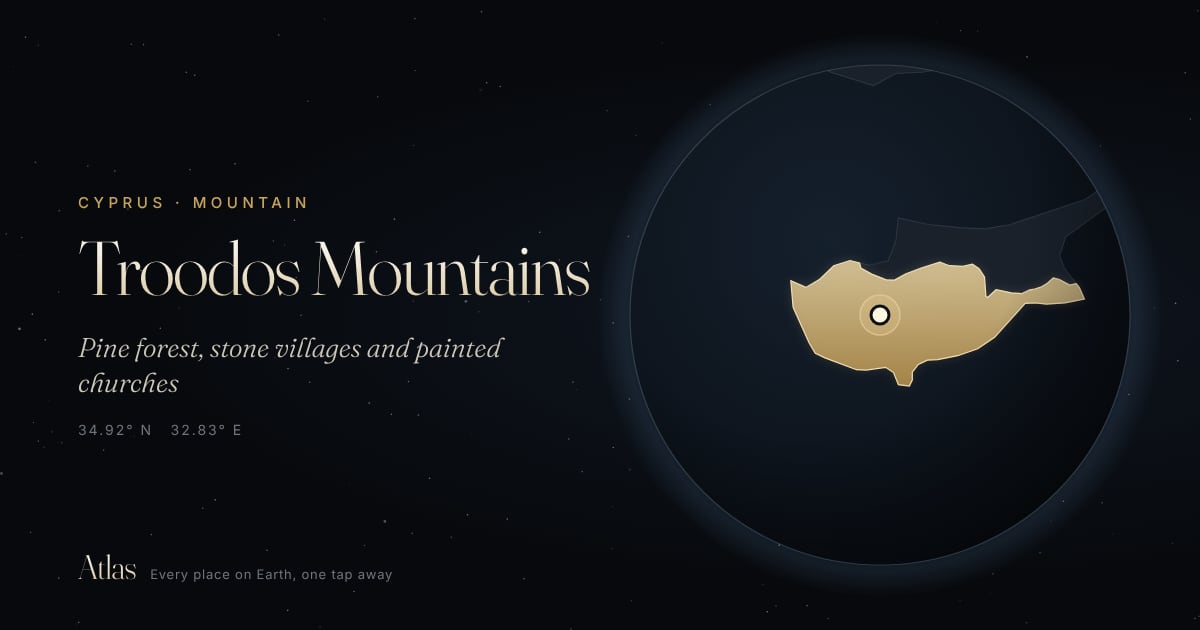 CYPRUS · MOUNTAIN
Troodos Mountains
Pine forest, stone villages and painted
churches
34.92° N 32.83° E
Atlas Every place on Earth, one tap away